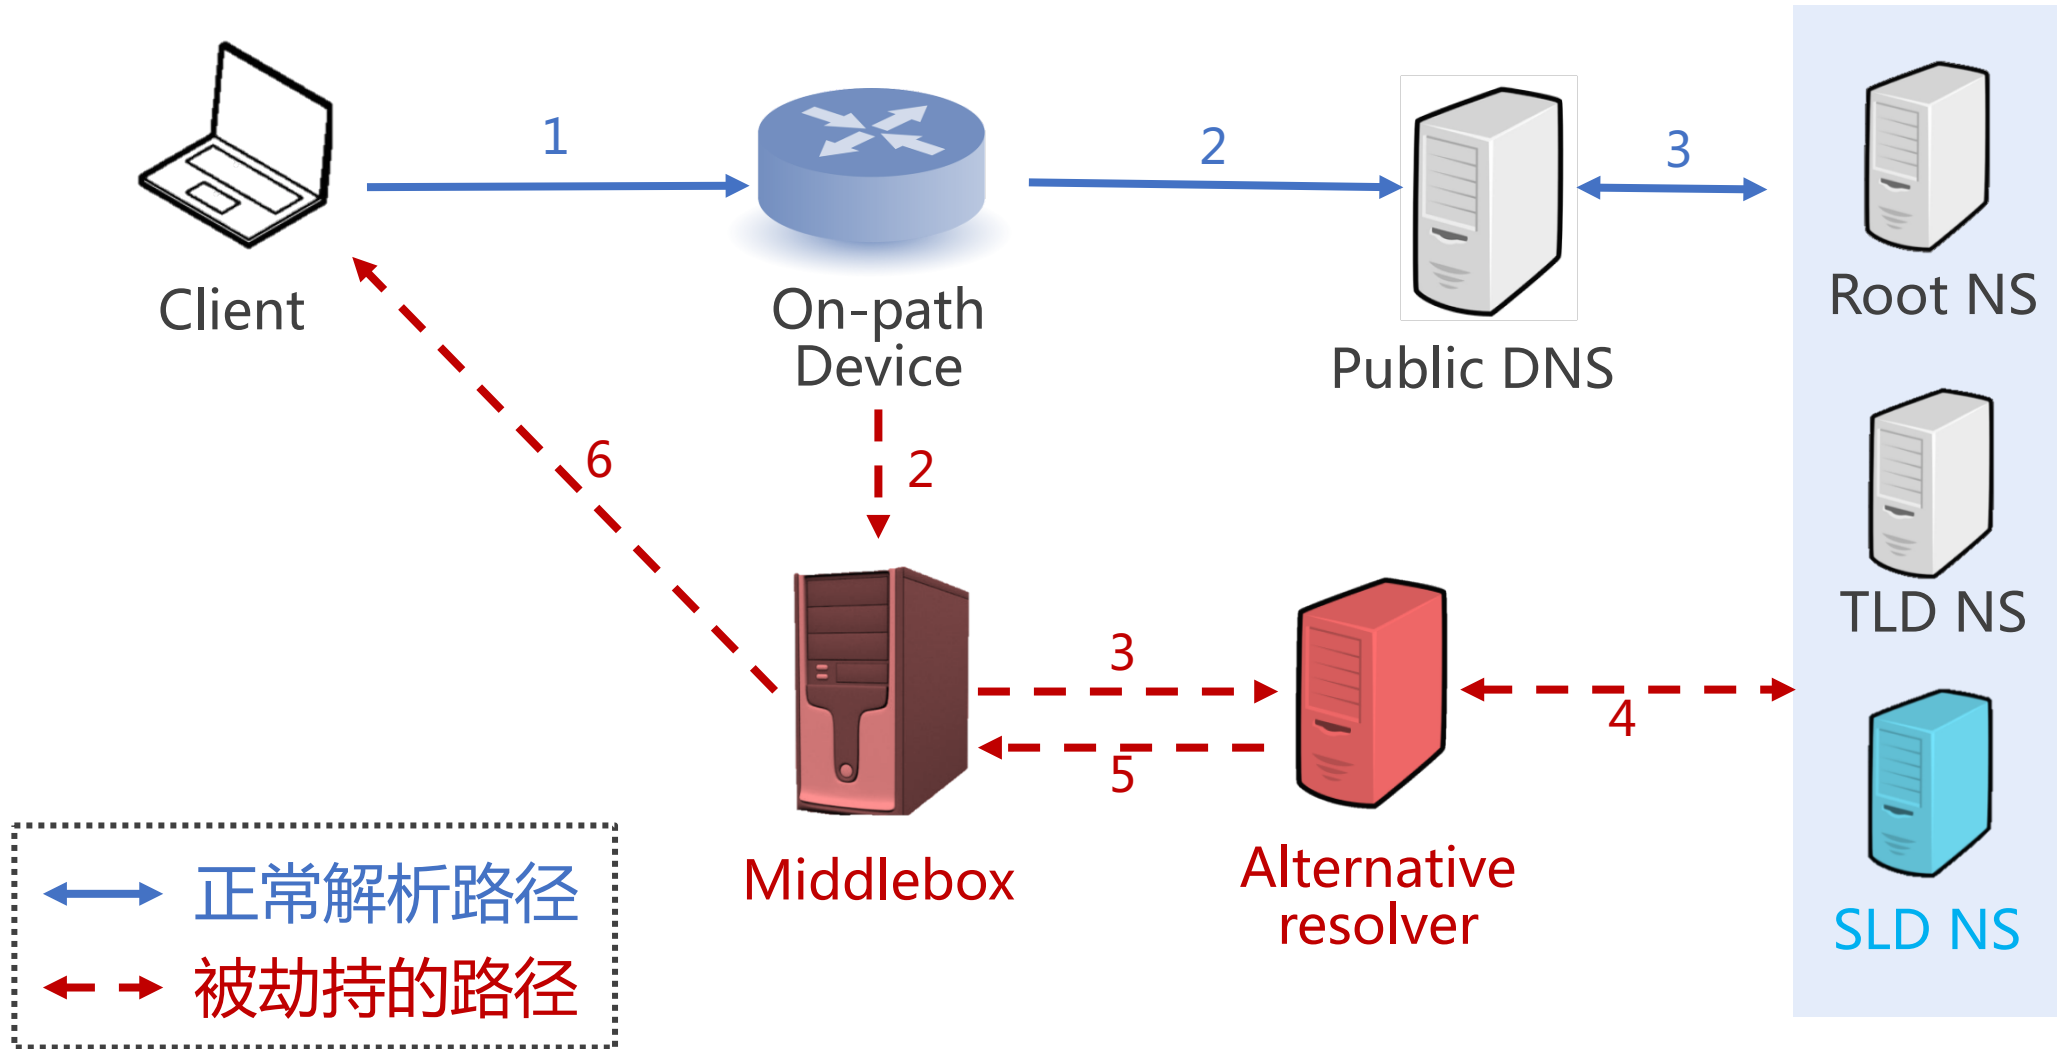 1
2
3
Client
On-path
Device
Public DNS
Root NS
6
2
TLD NS
3
4
5
Middlebox
Alternative
resolver
SLD NS
正常解析路径
被劫持的路径